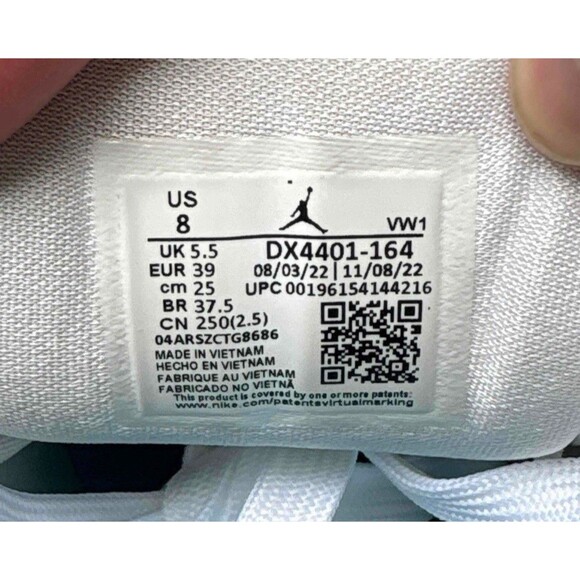 US
8
VW1
UK 5.5
EUR 39
cm 25
BR 37.5
CN 250(2.5)
DX4401-164
08/03/22 | 11/08/22
UPC 00196154144216
04ARSZCTG8686
MADE IN VIETNAM
HECHO EN VIETNAM
FABRIQUE AU VIETNAM
FABRICADO NO VIETNÃ
This product is covered by one or more patents:
www.nike.com/patentsvirtualmarking